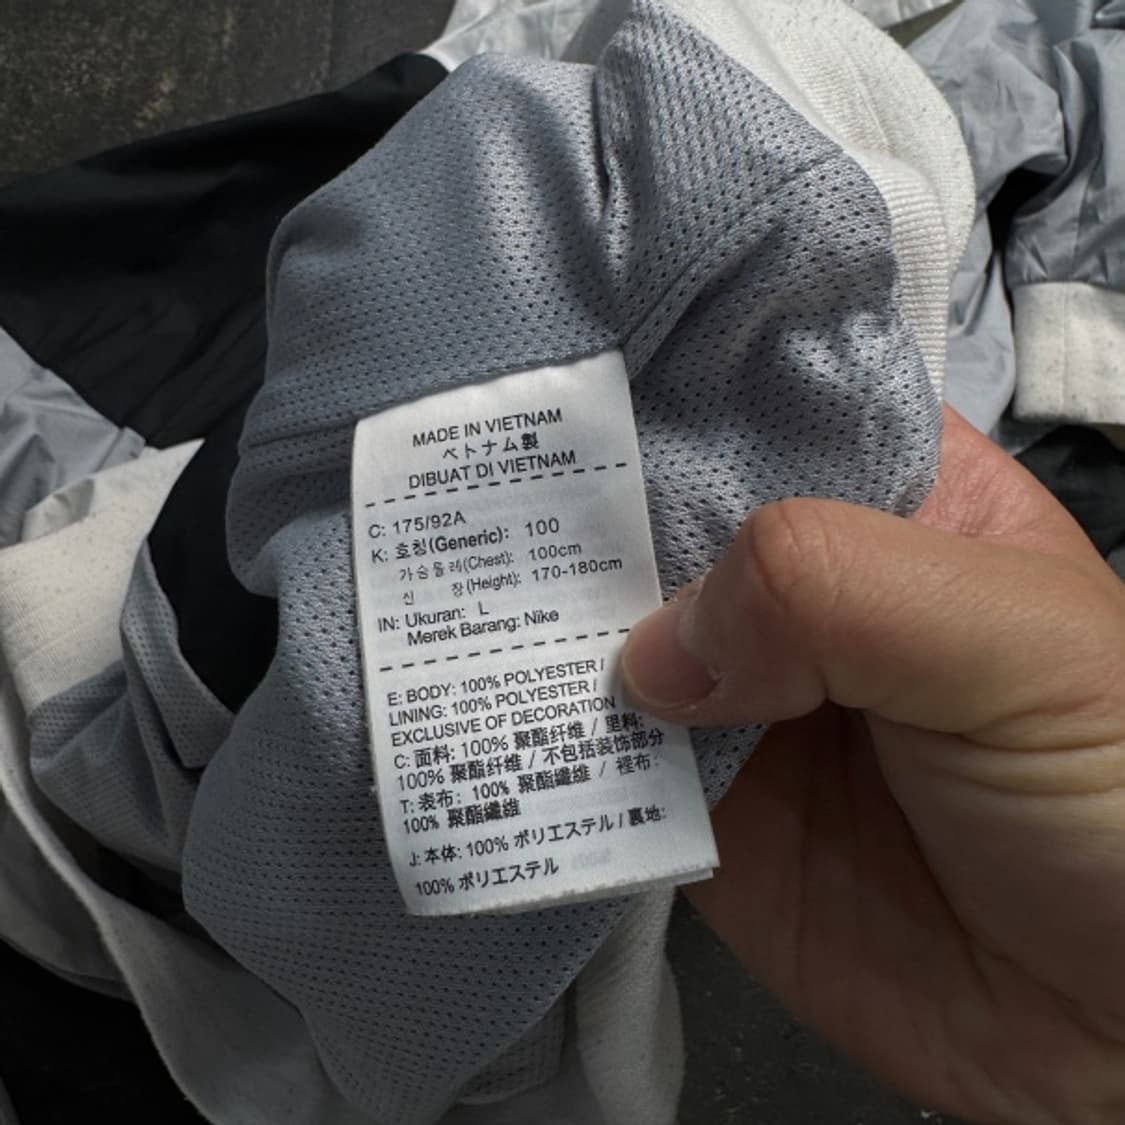 MADE IN VIETNAM
ベトナム製
DIBUAT DI VIETNAM
C: 175/92A
K: 호칭(Generic): 100
가슴둘레(Chest): 100cm
신 장(Height): 170-180cm
IN: Ukuran: L
Merek Barang: Nike
E: BODY: 100% POLYESTER /
LINING: 100% POLYESTER /
EXCLUSIVE OF DECORATION
C: 面料: 100% 聚酯纤维 / 里料:
100% 聚酯纤维 / 不包括装饰部分
T: 表布: 100% 聚酯纖維 / 裡布:
100% 聚酯纖維
J: 本体: 100% ポリエステル / 裏地:
100% ポリエステル